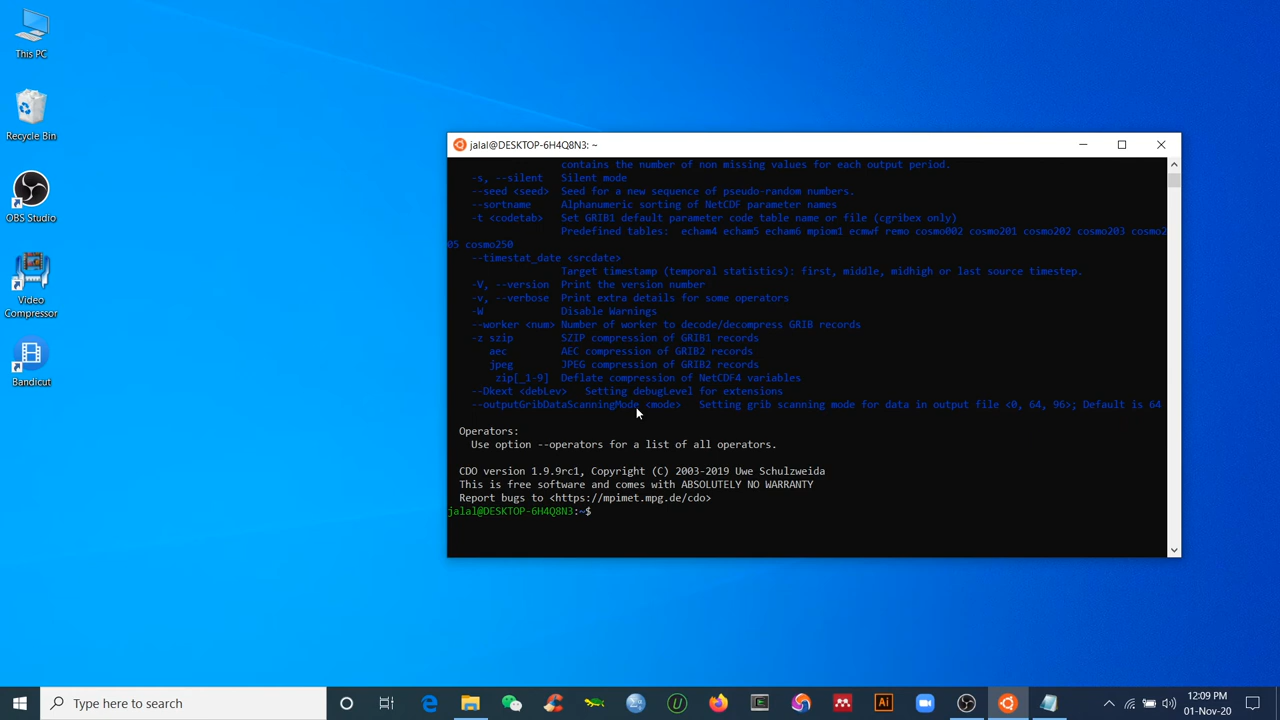 This PC
Recycle Bin
OBS Studio
Video
Compressor
Bandicut
jalal@DESKTOP-6H4Q8N3: ~
contains the number of non missing values for each output period.
-s, --silent Silent mode
--seed <seed> Seed for a new sequence of pseudo-random numbers.
--sortname Alphanumeric sorting of NetCDF parameter names
-t <codetab> Set GRIB1 default parameter code table name or file (cgribex only)
Predefined tables: echam4 echam5 echam6 mpiom1 ecmwf remo cosmo002 cosmo201 cosmo202 cosmo203 cosmo2
05 cosmo250
--timestat_date <srcdate>
Target timestamp (temporal statistics): first, middle, midhigh or last source timestep.
-V, --version Print the version number
-v, --verbose Print extra details for some operators
-W Disable Warnings
--worker <num> Number of worker to decode/decompress GRIB records
-z szip SZIP compression of GRIB1 records
aec AEC compression of GRIB2 records
jpeg JPEG compression of GRIB2 records
zip[_1-9] Deflate compression of NetCDF4 variables
--Dkext <debLev> Setting debugLevel for extensions
--outputGribDataScanningMode <mode> Setting grib scanning mode for data in output file <0, 64, 96>; Default is 64
Operators:
Use option --operators for a list of all operators.
CDO version 1.9.9rc1, Copyright (C) 2003-2019 Uwe Schulzweida
This is free software and comes with ABSOLUTELY NO WARRANTY
Report bugs to <https://mpimet.mpg.de/cdo>
jalal@DESKTOP-6H4Q8N3:~$
Type here to search
Ai
12:09 PM
01-Nov-20